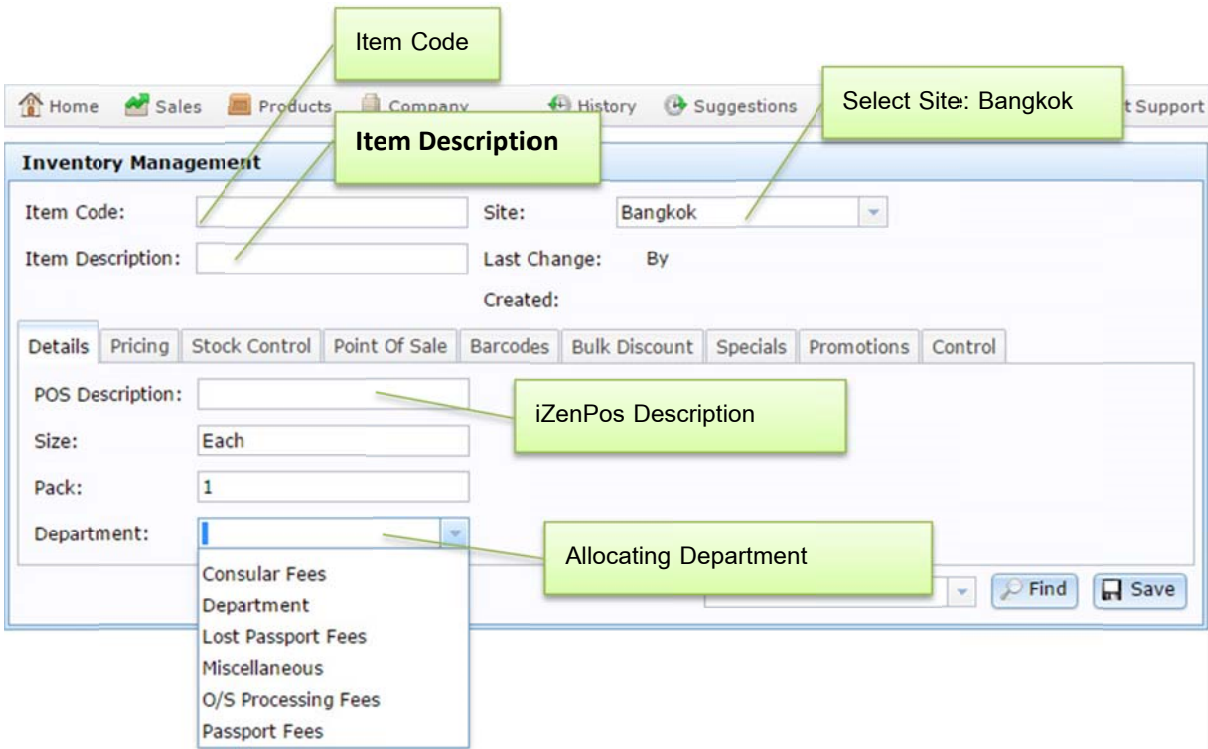 Item Code
Home Sales Products Company History Suggestions t Support
Select Site: Bangkok
Item Description
Inventory Management
Item Code:
Site: Bangkok
Item Description:
Last Change: By
Created:
Details Pricing Stock Control Point Of Sale Barcodes Bulk Discount Specials Promotions Control
POS Description:
iZenPos Description
Size: Each
Pack: 1
Department:
Allocating Department
Consular Fees
Department
Lost Passport Fees
Miscellaneous
O/S Processing Fees
Passport Fees
Find Save